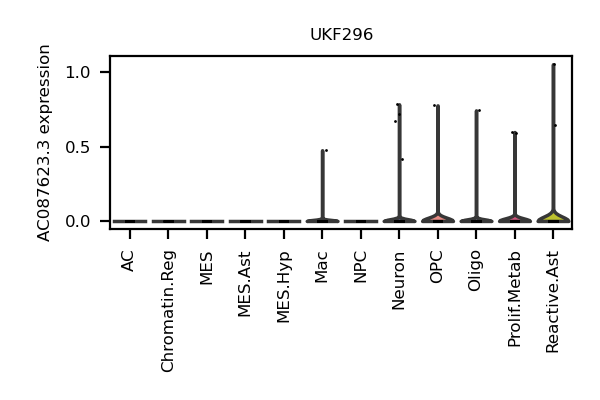 UKF296
AC087623.3 expression
1.0
0.5
0.0
AC
Chromatin.Reg
MES
MES.Ast
MES.Hyp
Mac
NPC
Neuron
OPC
Oligo
Prolif.Metab
Reactive.Ast